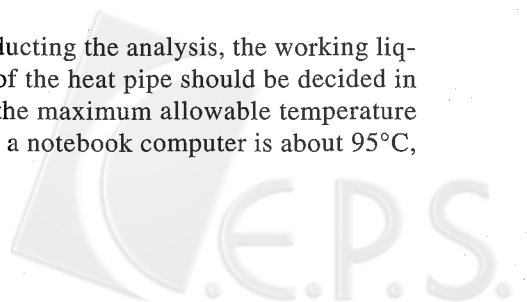 lucting the analysis, the working liq-
of the heat pipe should be decided in
the maximum allowable temperature
a notebook computer is about 95°C,
C.E.P.S.